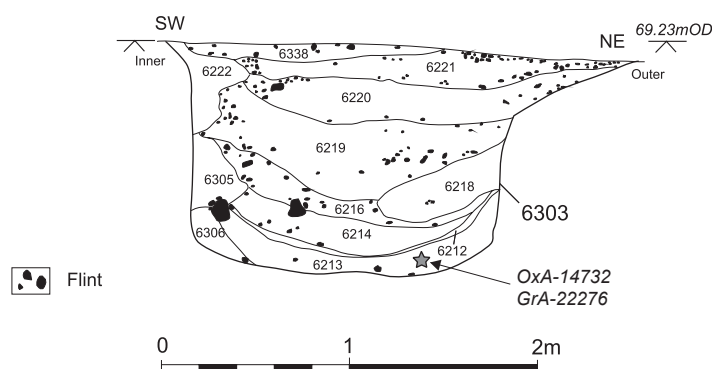 SW
69.23mOD
NE
Inner
Outer
6338
6221
6222
6220
6219
6305
6218
6216
6303
6214
6306
6212
6213
Flint
OxA-14732
GrA-22276
0 1 2m